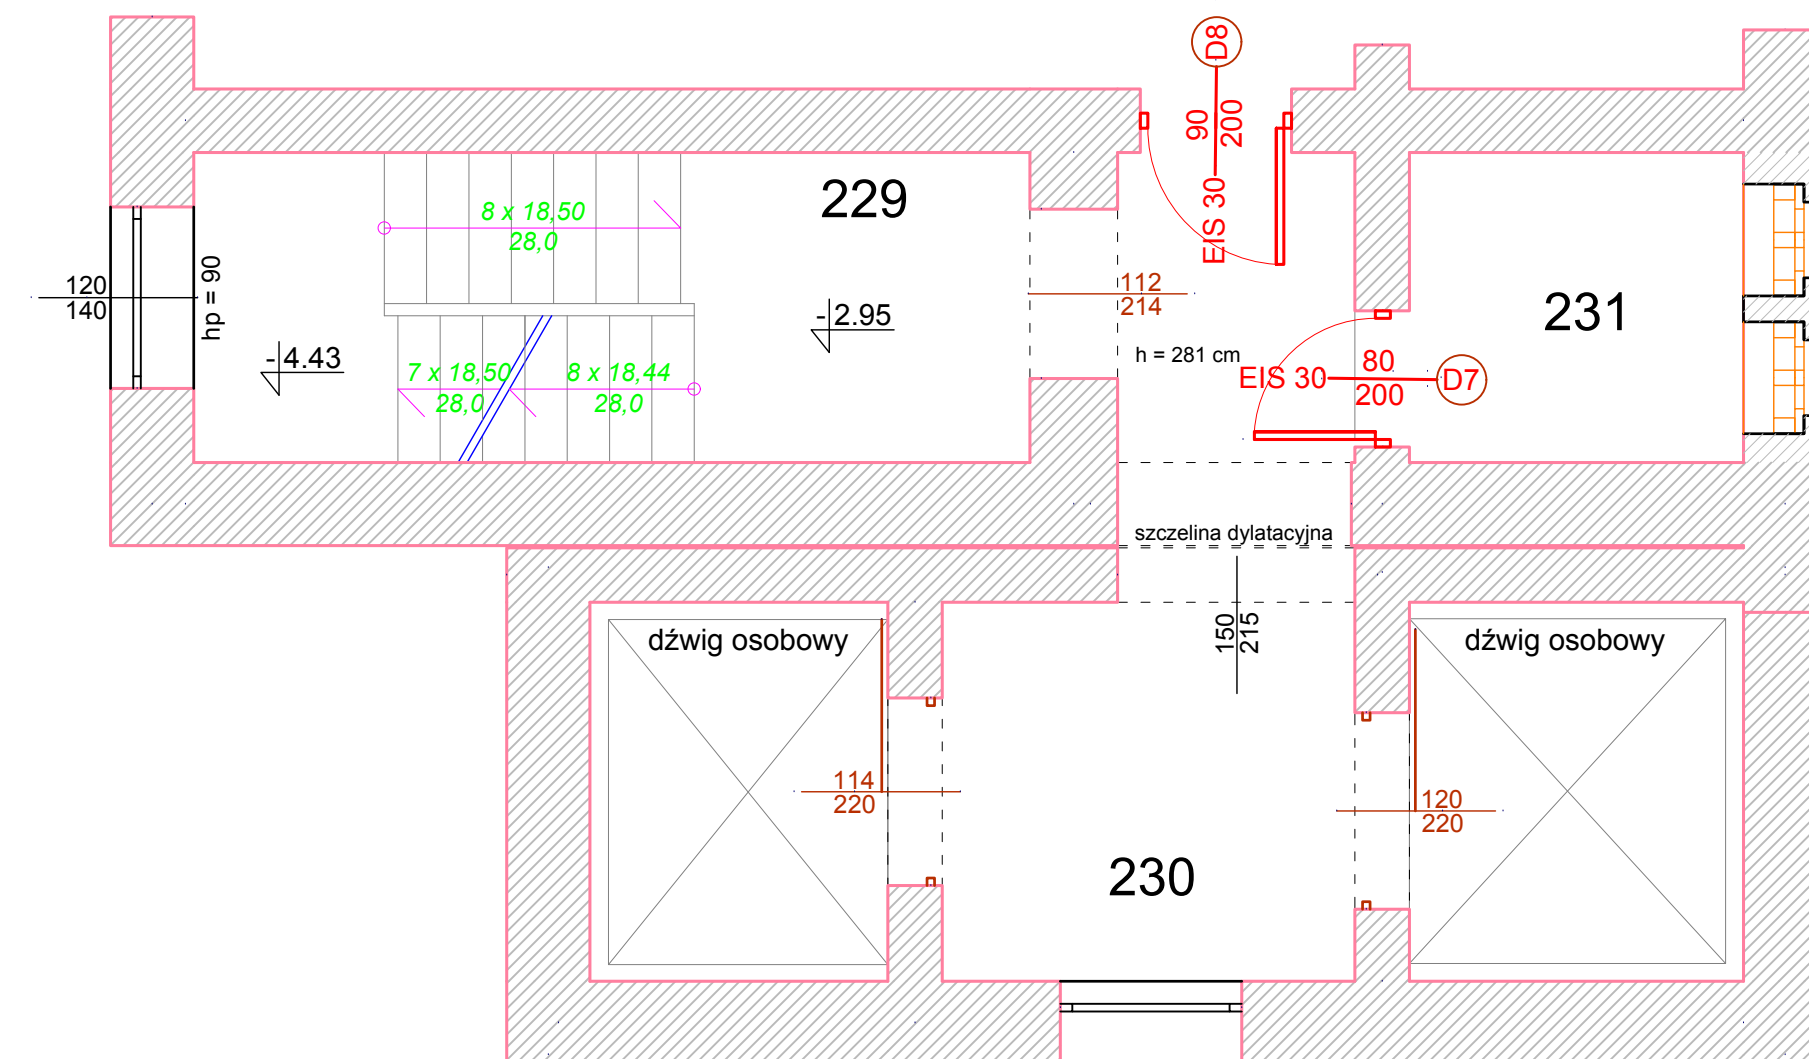 D8
90
200
EIS 30
229
8 x 18,50
28,0
120
140
hp = 90
112
214
231
- 2.95
- 4.43
h = 281 cm
7 x 18,50
28,0
8 x 18,44
28,0
EIS 30
80
200
D7
szczelina dylatacyjna
150
215
dźwig osobowy
dźwig osobowy
114
220
120
220
230